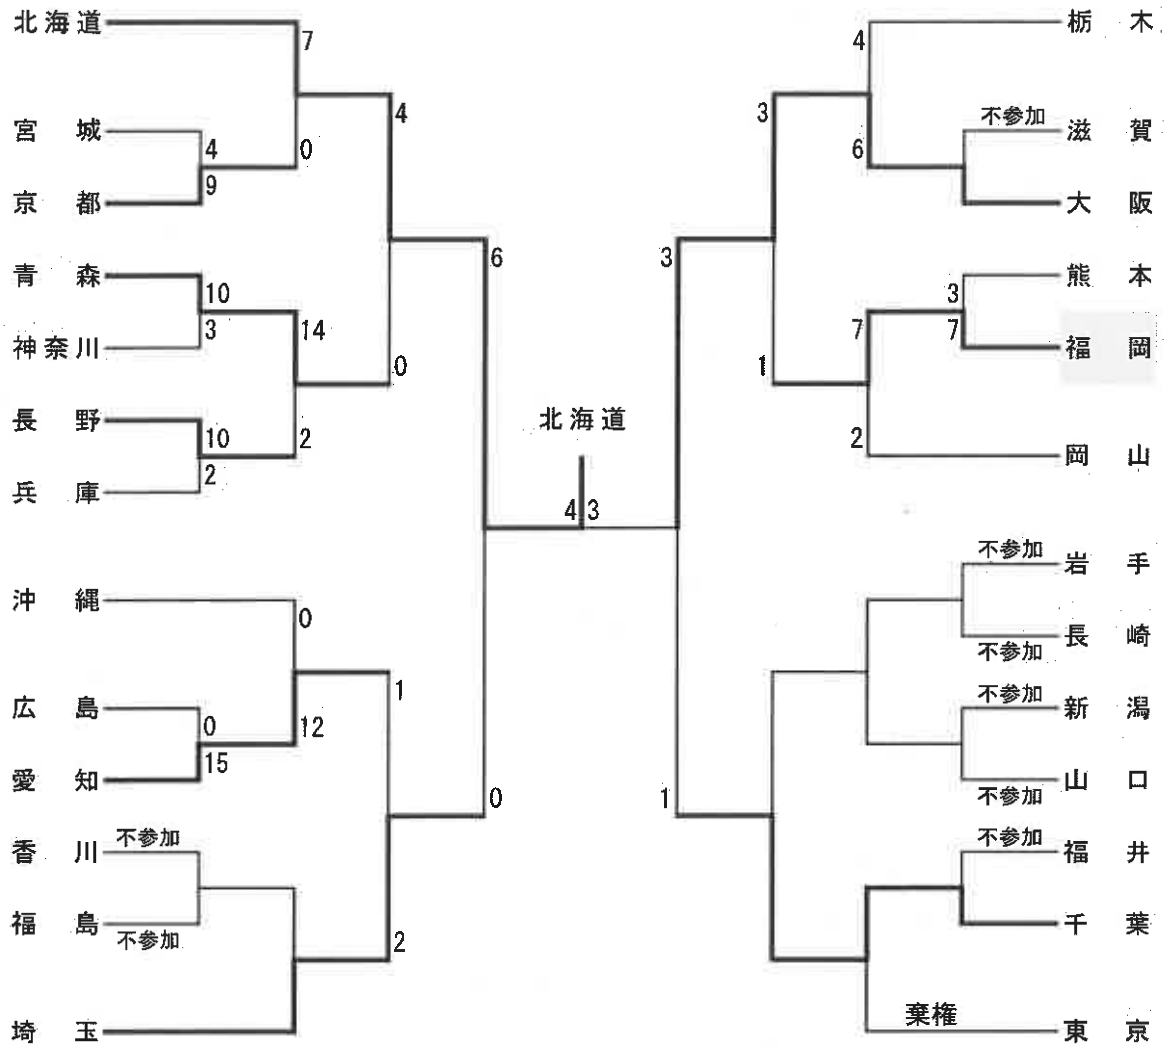 北海道
7
4
宮城
4
0
京都
9
6
青森
10
神奈川
3
14
0
長野
10
2
兵庫
2
沖縄
0
1
広島
0
12
愛知
15
0
香川
不参加
福島
不参加
2
埼玉
北海道
4 3
栃木
4
3
不参加
滋賀
6
大阪
3
熊本
3
7
7
福岡
1
2
岡山
不参加
岩手
長崎
不参加
不参加
新潟
山口
不参加
1
不参加
福井
千葉
棄権
東京